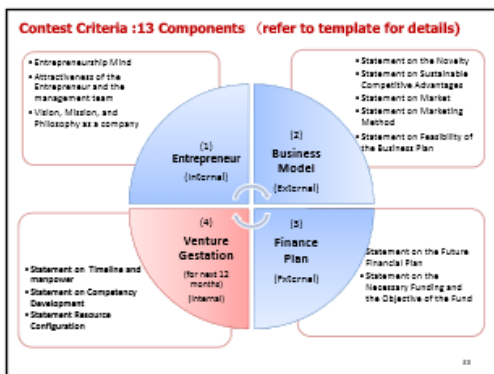 Contest Criteria :13 Components （refer to template for details)
• Entrepreneurship Mind
• Attractiveness of the
Entrepreneur and the
management team
• Vision, Mission, and
Philosophy as a company
• Statement on the Novelty
• Statement on Sustainable
Competitive Advantages
• Statement on Market
• Statement on Marketing
Method
• Statement on Feasibility of
the Business Plan
(1)
Entrepreneur
(Internal)
(2)
Business
Model
(External)
(4)
Venture
Gestation
(for next 12
months)
(Internal)
(3)
Finance
Plan
(External)
• Statement on Timeline and
manpower
• Statement on Competency
Development
• Statement Resource
Configuration
Statement on the Future
Financial Plan
• Statement on the
Necessary Funding and
the Objective of the Fund